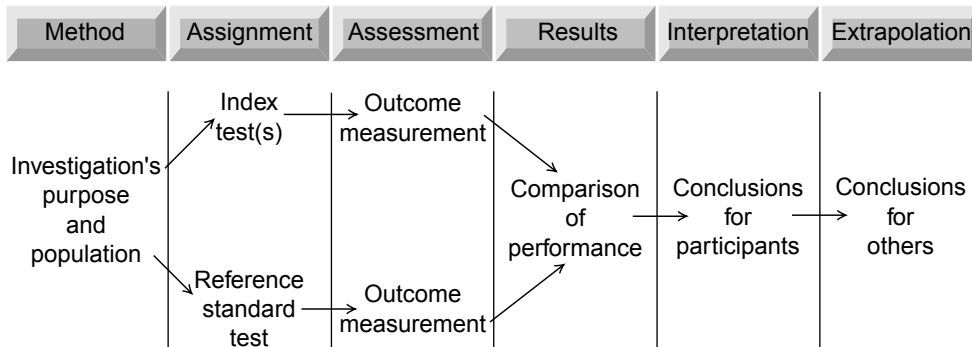 Method
Assignment
Assessment
Results
Interpretation
Extrapolation
Investigation's
purpose
and
population
Index
test(s)
Outcome
measurement
Reference
standard
test
Outcome
measurement
Comparison
of
performance
Conclusions
for
participants
Conclusions
for
others